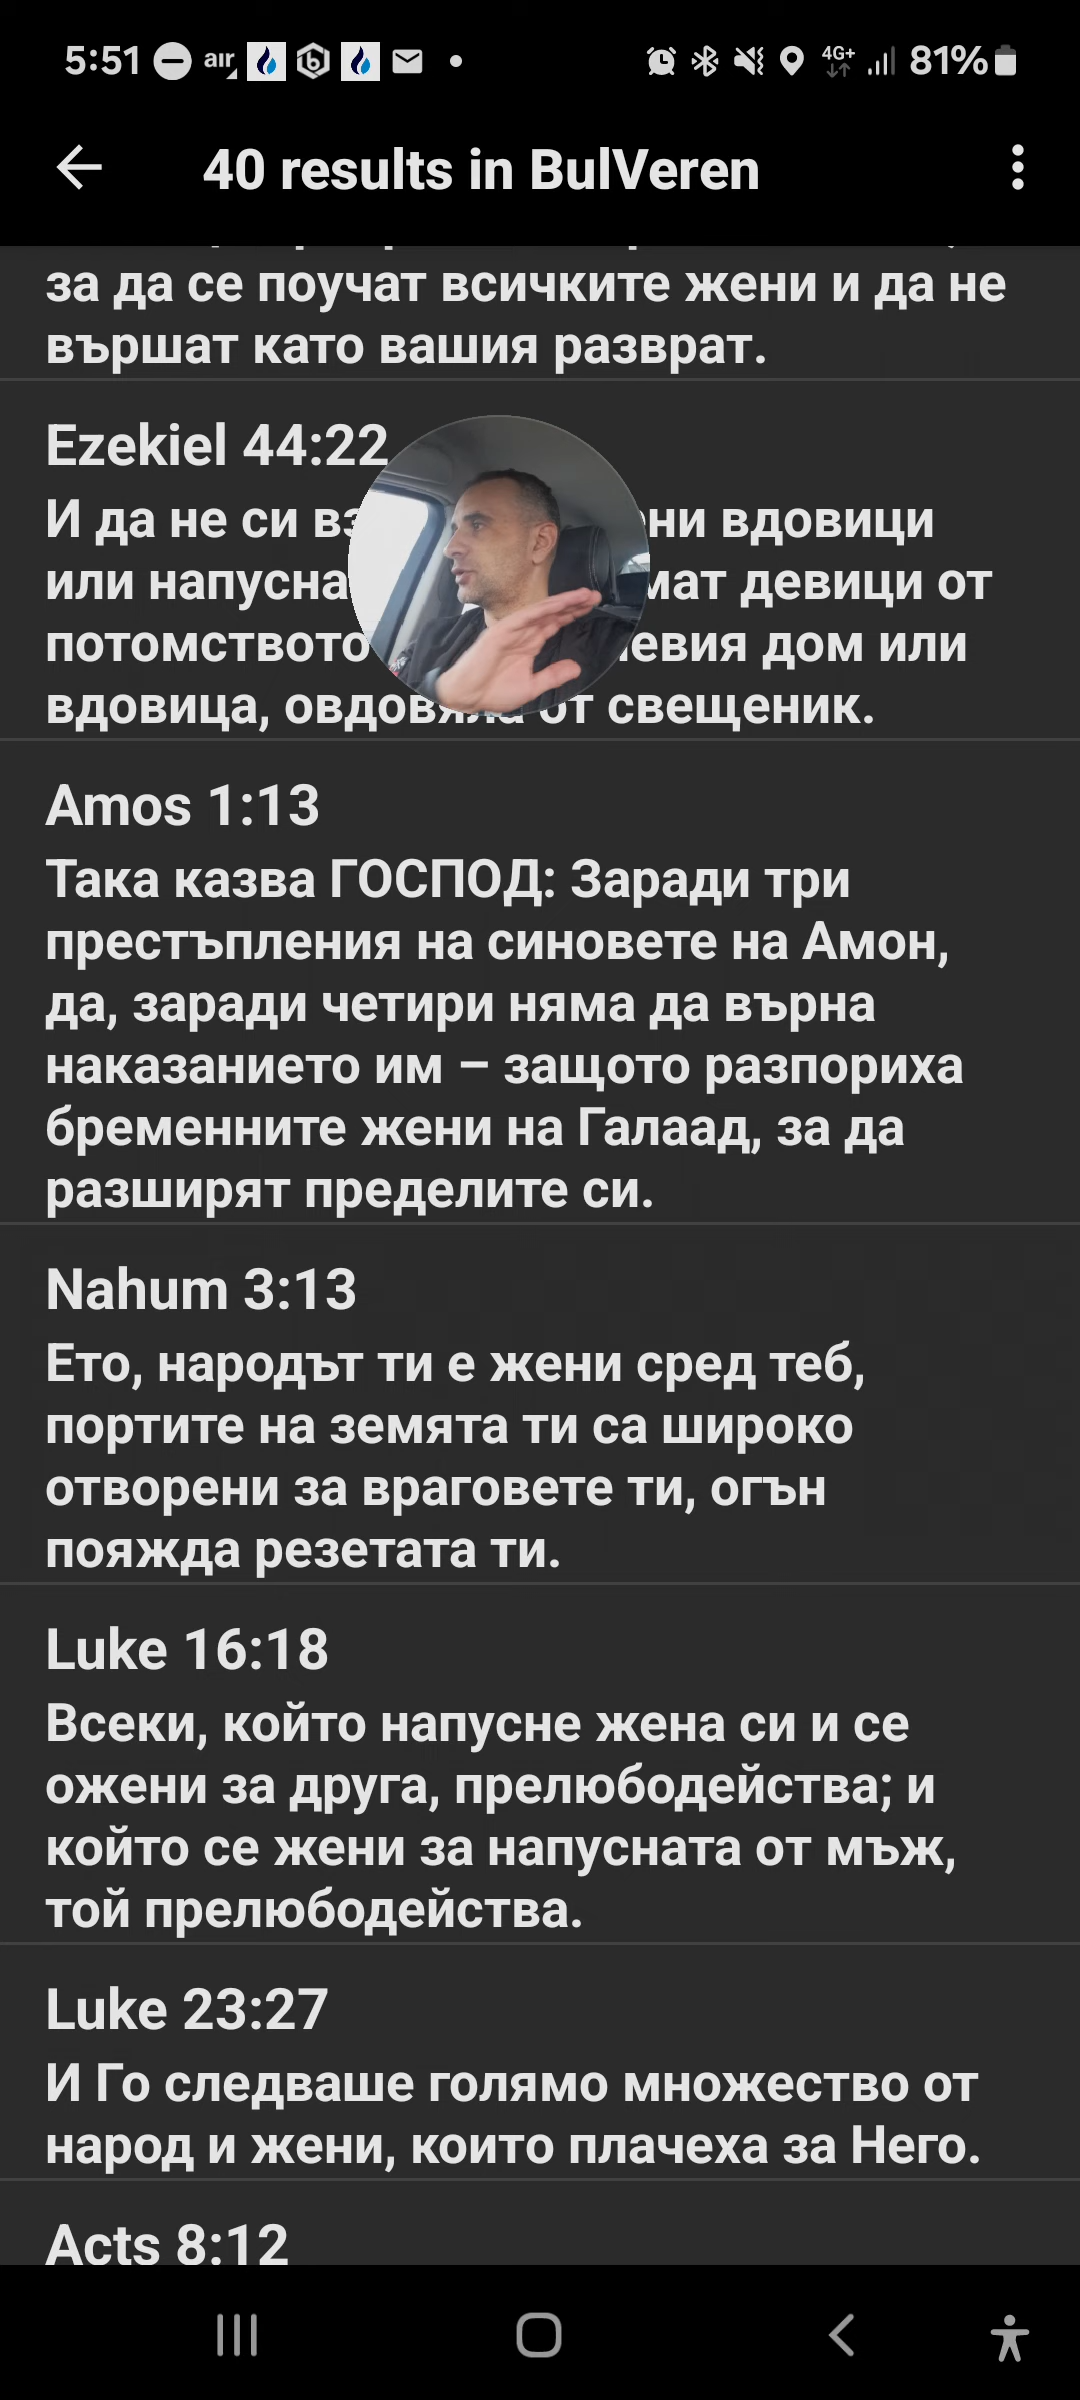 5:51 air 4G+ 81%
40 results in BulVeren
за да се поучат всичките жени и да не
вършат като вашия разврат.
Ezekiel 44:22
И да не си вдовици
или девици от
потомството дом или
вдовица, от свещеник.
Amos 1:13
Така казва ГОСПОД: Заради три
престъпления на синовете на Амон,
да, заради четири няма да върна
наказанието им – защото разпориха
бременните жени на Галаад, за да
разширят пределите си.
Nahum 3:13
Ето, народът ти е жени сред теб,
портите на земята ти са широко
отворени за враговете ти, огън
пояжда резетата ти.
Luke 16:18
Всеки, който напусне жена си и се
ожени за друга, прелюбодейства; и
който се жени за напусната от мъж,
той прелюбодейства.
Luke 23:27
И Го следваше голямо множество от
народ и жени, които плачеха за Него.
Acts 8:12